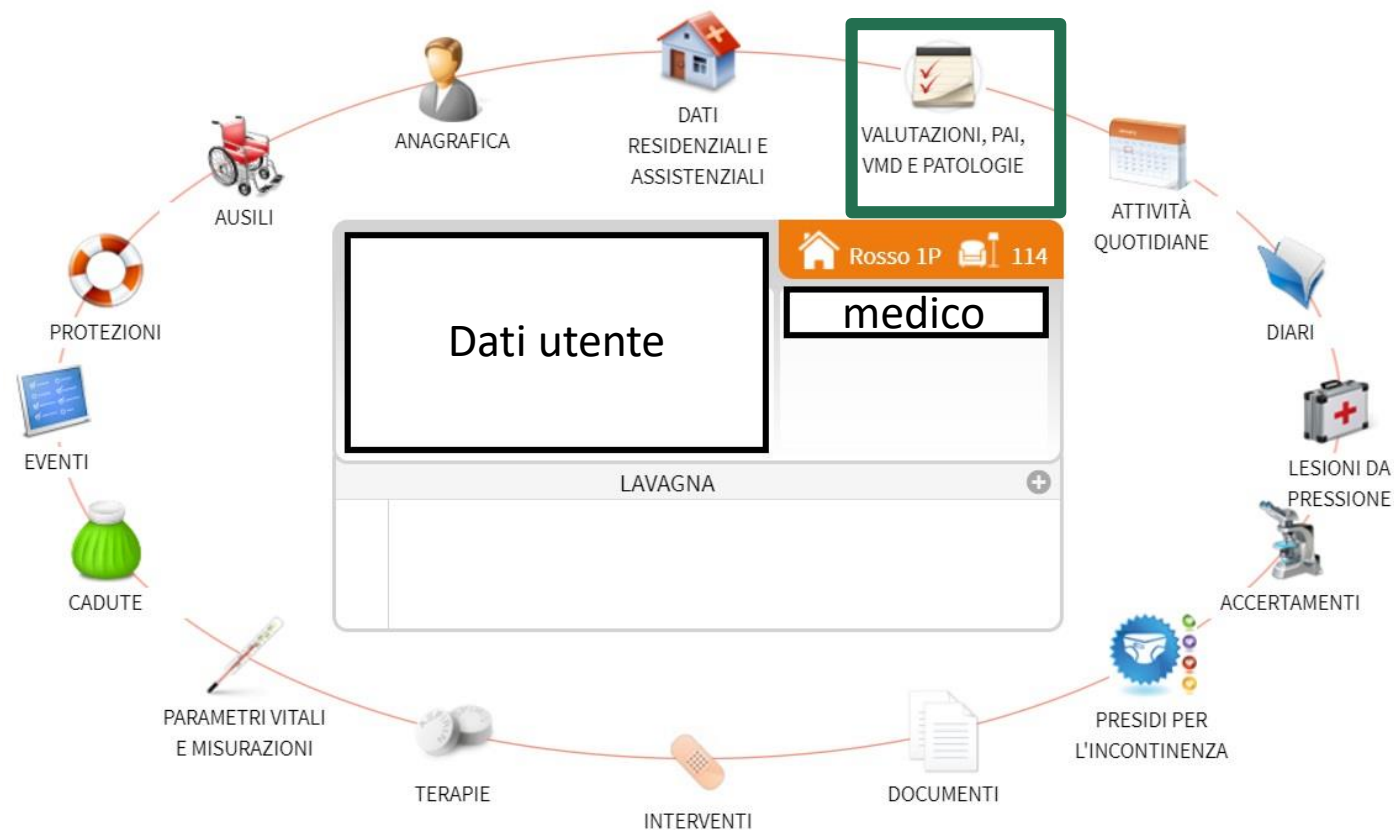 ANAGRAFICA
DATI
RESIDENZIALI E
ASSISTENZIALI
VALUTAZIONI, PAI,
VMD E PATOLOGIE
ATTIVITÀ
QUOTIDIANE
DIARI
LESIONI DA
PRESSIONE
ACCERTAMENTI
PRESIDI PER
L'INCONTINENZA
DOCUMENTI
INTERVENTI
TERAPIE
PARAMETRI VITALI
E MISURAZIONI
CADUTE
EVENTI
PROTEZIONI
AUSILI
Rosso 1P 114
Dati utente
medico
LAVAGNA